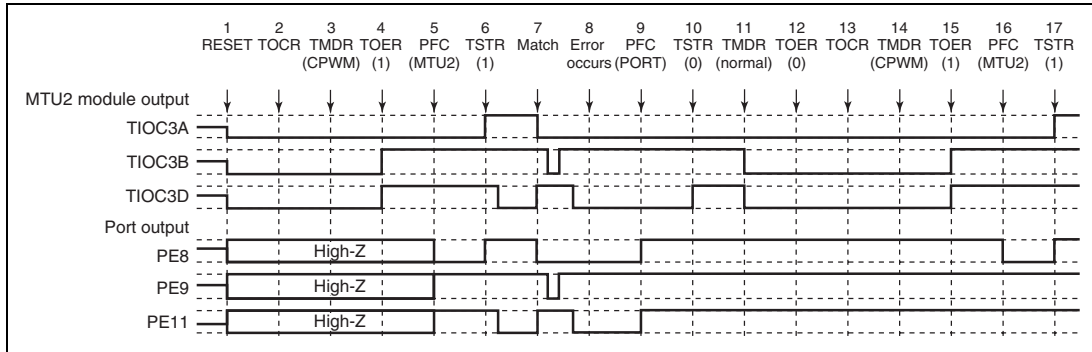 1 2 3 4 5 6 7 8 9 10 11 12 13 14 15 16 17
RESET TOCR TMDR TOER PFC TSTR Match Error PFC TSTR TMDR TOER TOCR TMDR TOER PFC TSTR
(CPWM) (1) (MTU2) (1) occurs (PORT) (0) (normal) (0) (CPWM) (1) (MTU2) (1)
MTU2 module output
TIOC3A
TIOC3B
TIOC3D
Port output
PE8 High-Z
PE9 High-Z
PE11 High-Z